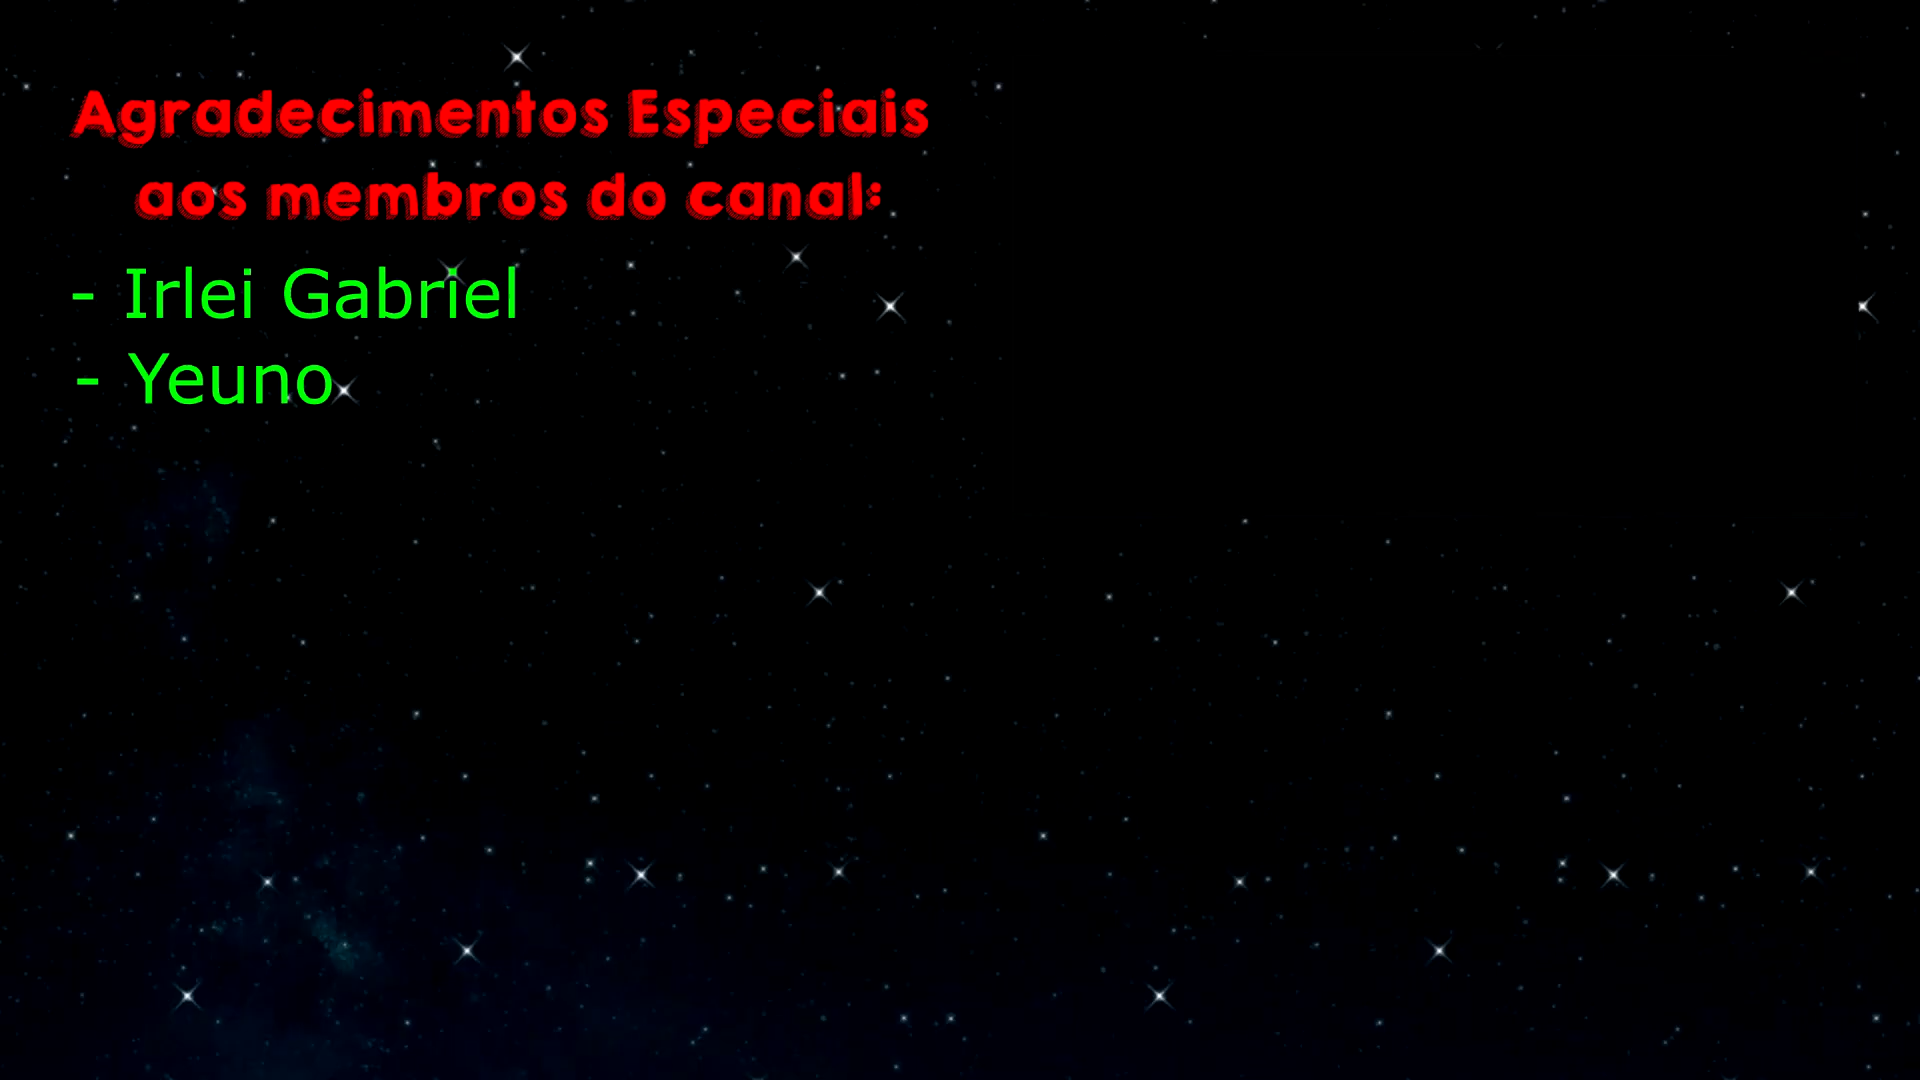 Agradecimentos Especiais
aos membros do canal:
- Irlei Gabriel
- Yeuno